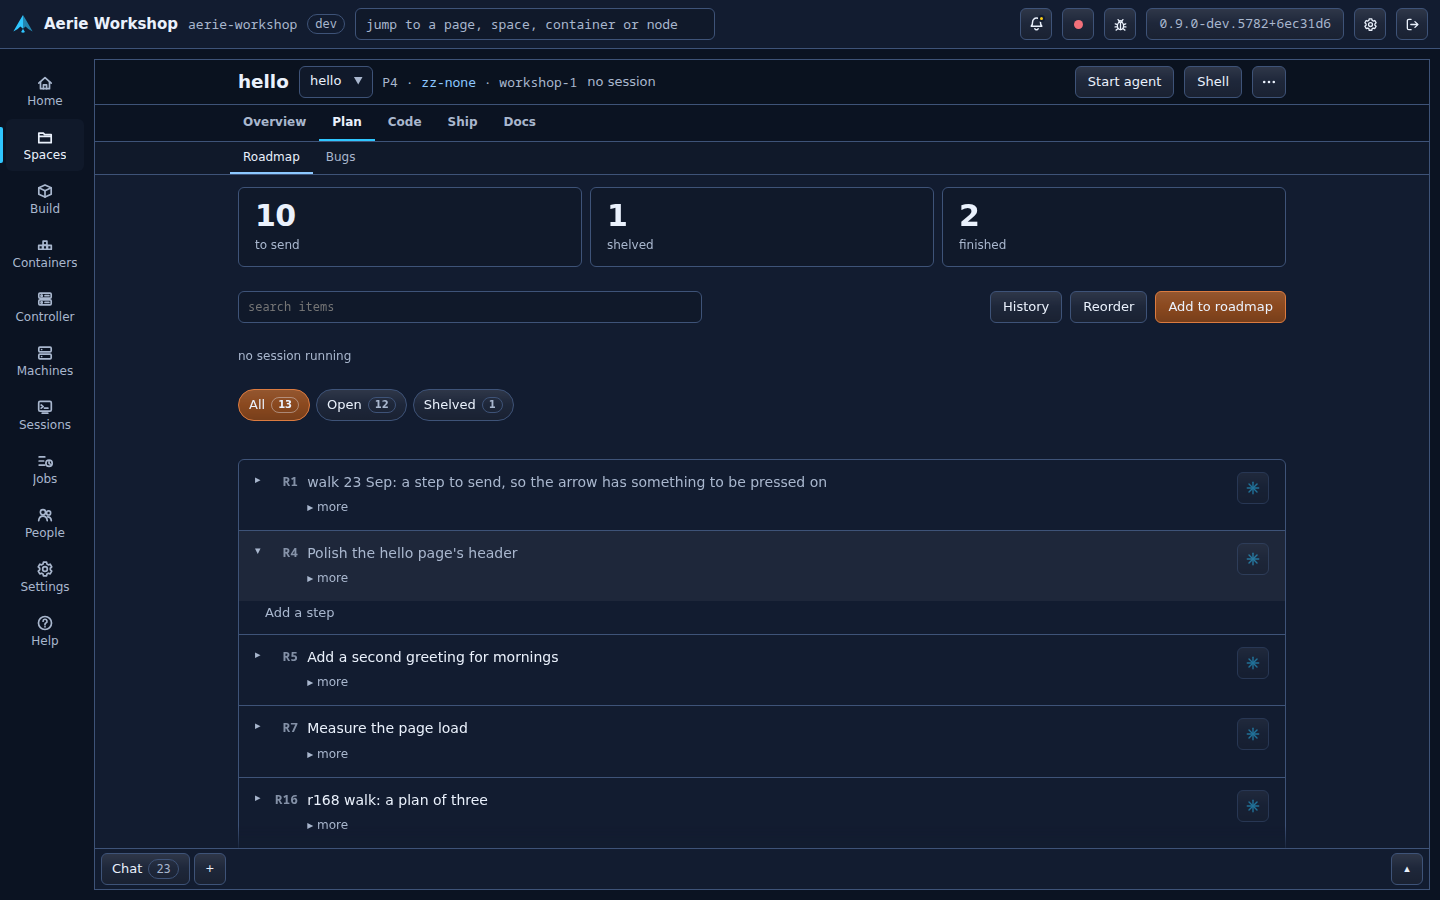 Aerie Workshop aerie-workshop dev jump to a page, space, container or node 0.9.0-dev.5782+6ec31d6
Home
Spaces
Build
Containers
Controller
Machines
Sessions
Jobs
People
Settings
Help
hello hello ▼ P4 · zz-none · workshop-1 no session Start agent Shell ···
Overview Plan Code Ship Docs
Roadmap Bugs
10
to send
1
shelved
2
finished
search items History Reorder Add to roadmap
no session running
All 13 Open 12 Shelved 1
▸ R1 walk 23 Sep: a step to send, so the arrow has something to be pressed on
▸ more
▾ R4 Polish the hello page's header
▸ more
Add a step
▸ R5 Add a second greeting for mornings
▸ more
▸ R7 Measure the page load
▸ more
▸ R16 r168 walk: a plan of three
▸ more
Chat 23 + ▲